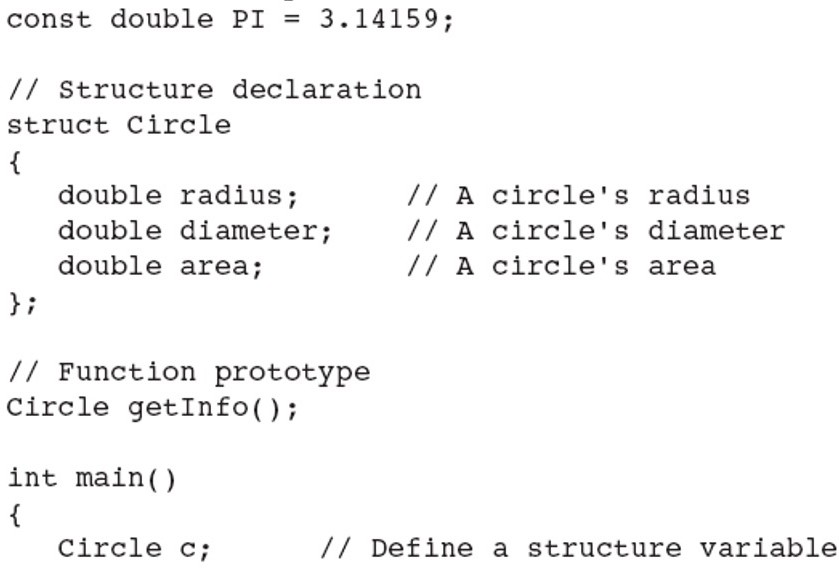 const double PI = 3.14159;
// Structure declaration
struct Circle
{
   double radius;      // A circle's radius
   double diameter;    // A circle's diameter
   double area;        // A circle's area
};
// Function prototype
Circle getInfo();
int main()
{
   Circle c;      // Define a structure variable